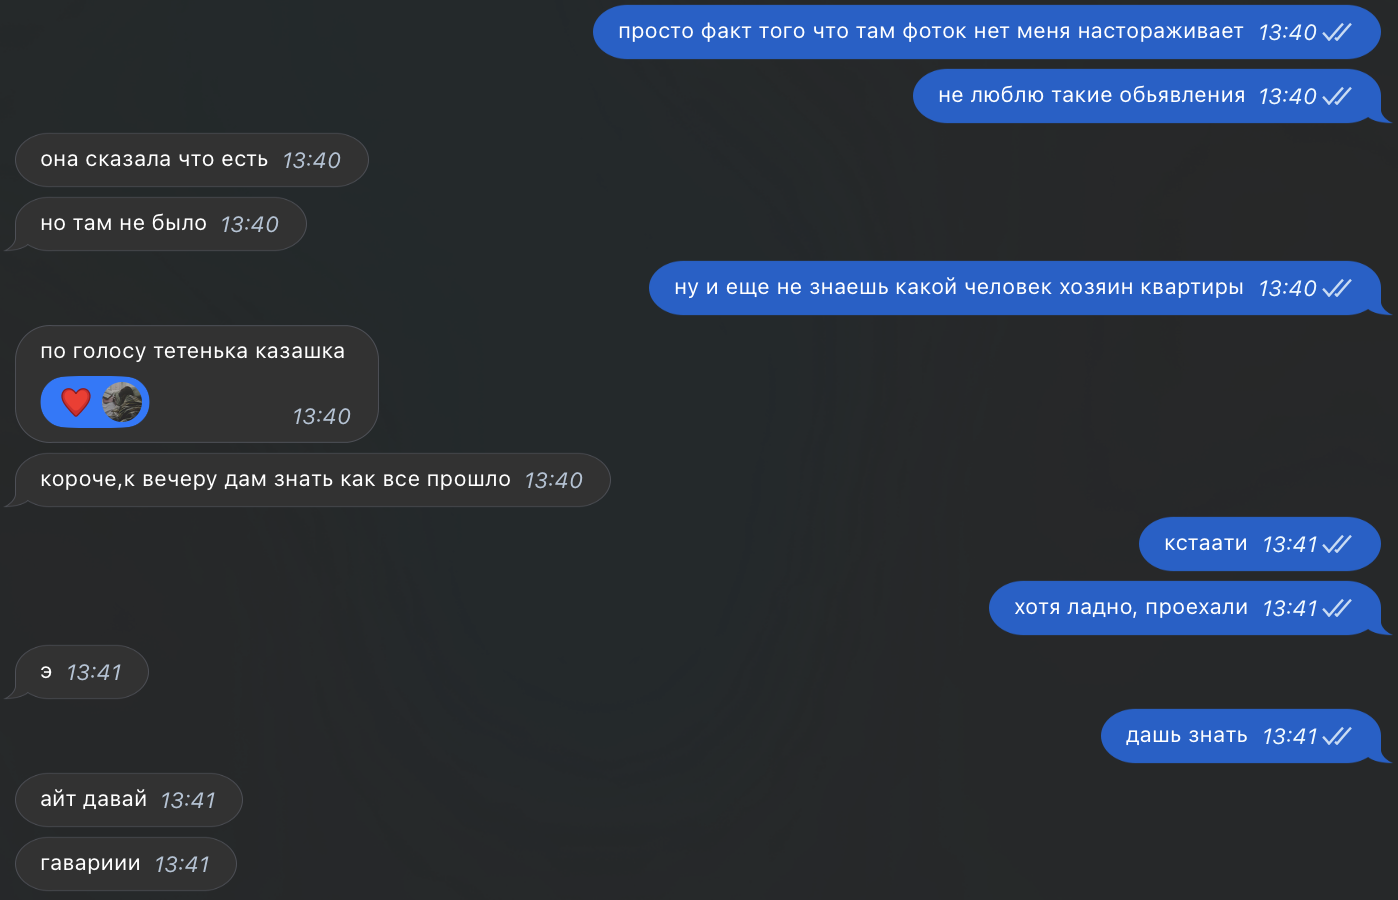 просто факт того что там фоток нет меня настораживает 13:40
не люблю такие обьявления 13:40
она сказала что есть 13:40
но там не было 13:40
ну и еще не знаешь какой человек хозяин квартиры 13:40
по голосу тетенька казашка
13:40
короче,к вечеру дам знать как все прошло 13:40
кстаати 13:41
хотя ладно, проехали 13:41
э 13:41
дашь знать 13:41
айт давай 13:41
гавариии 13:41